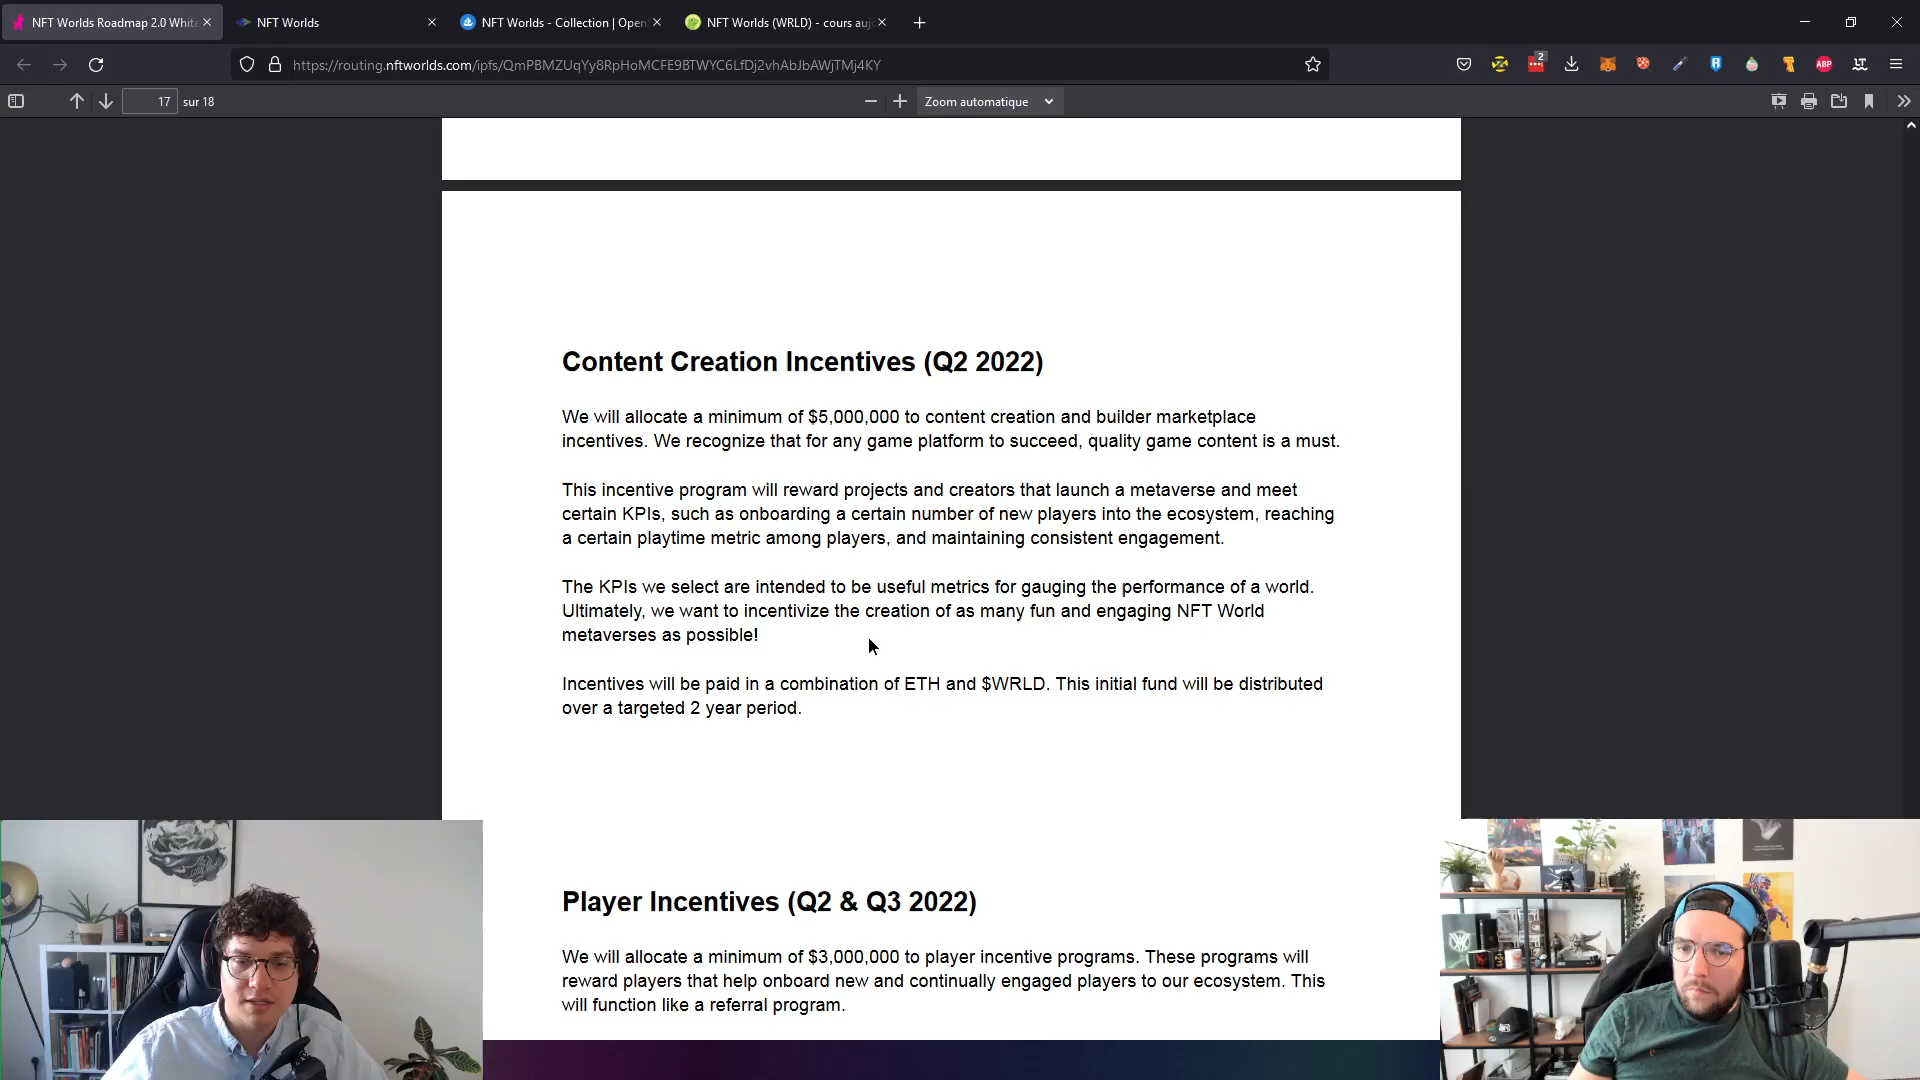 NFT Worlds Roadmap 2.0 White
NFT Worlds
NFT Worlds - Collection | Open
NFT Worlds (WRLD) - cours auj
https://routing.nftworlds.com/ipfs/QmPBMZUqYy8RpHoMCFE9BTWYC6LfDj2vhAbJbAWjTMj4KY
2
ABP
17 sur 18
Zoom automatique
Content Creation Incentives (Q2 2022)
We will allocate a minimum of $5,000,000 to content creation and builder marketplace
incentives. We recognize that for any game platform to succeed, quality game content is a must.
This incentive program will reward projects and creators that launch a metaverse and meet
certain KPIs, such as onboarding a certain number of new players into the ecosystem, reaching
a certain playtime metric among players, and maintaining consistent engagement.
The KPIs we select are intended to be useful metrics for gauging the performance of a world.
Ultimately, we want to incentivize the creation of as many fun and engaging NFT World
metaverses as possible!
Incentives will be paid in a combination of ETH and $WRLD. This initial fund will be distributed
over a targeted 2 year period.
Player Incentives (Q2 & Q3 2022)
We will allocate a minimum of $3,000,000 to player incentive programs. These programs will
reward players that help onboard new and continually engaged players to our ecosystem. This
will function like a referral program.